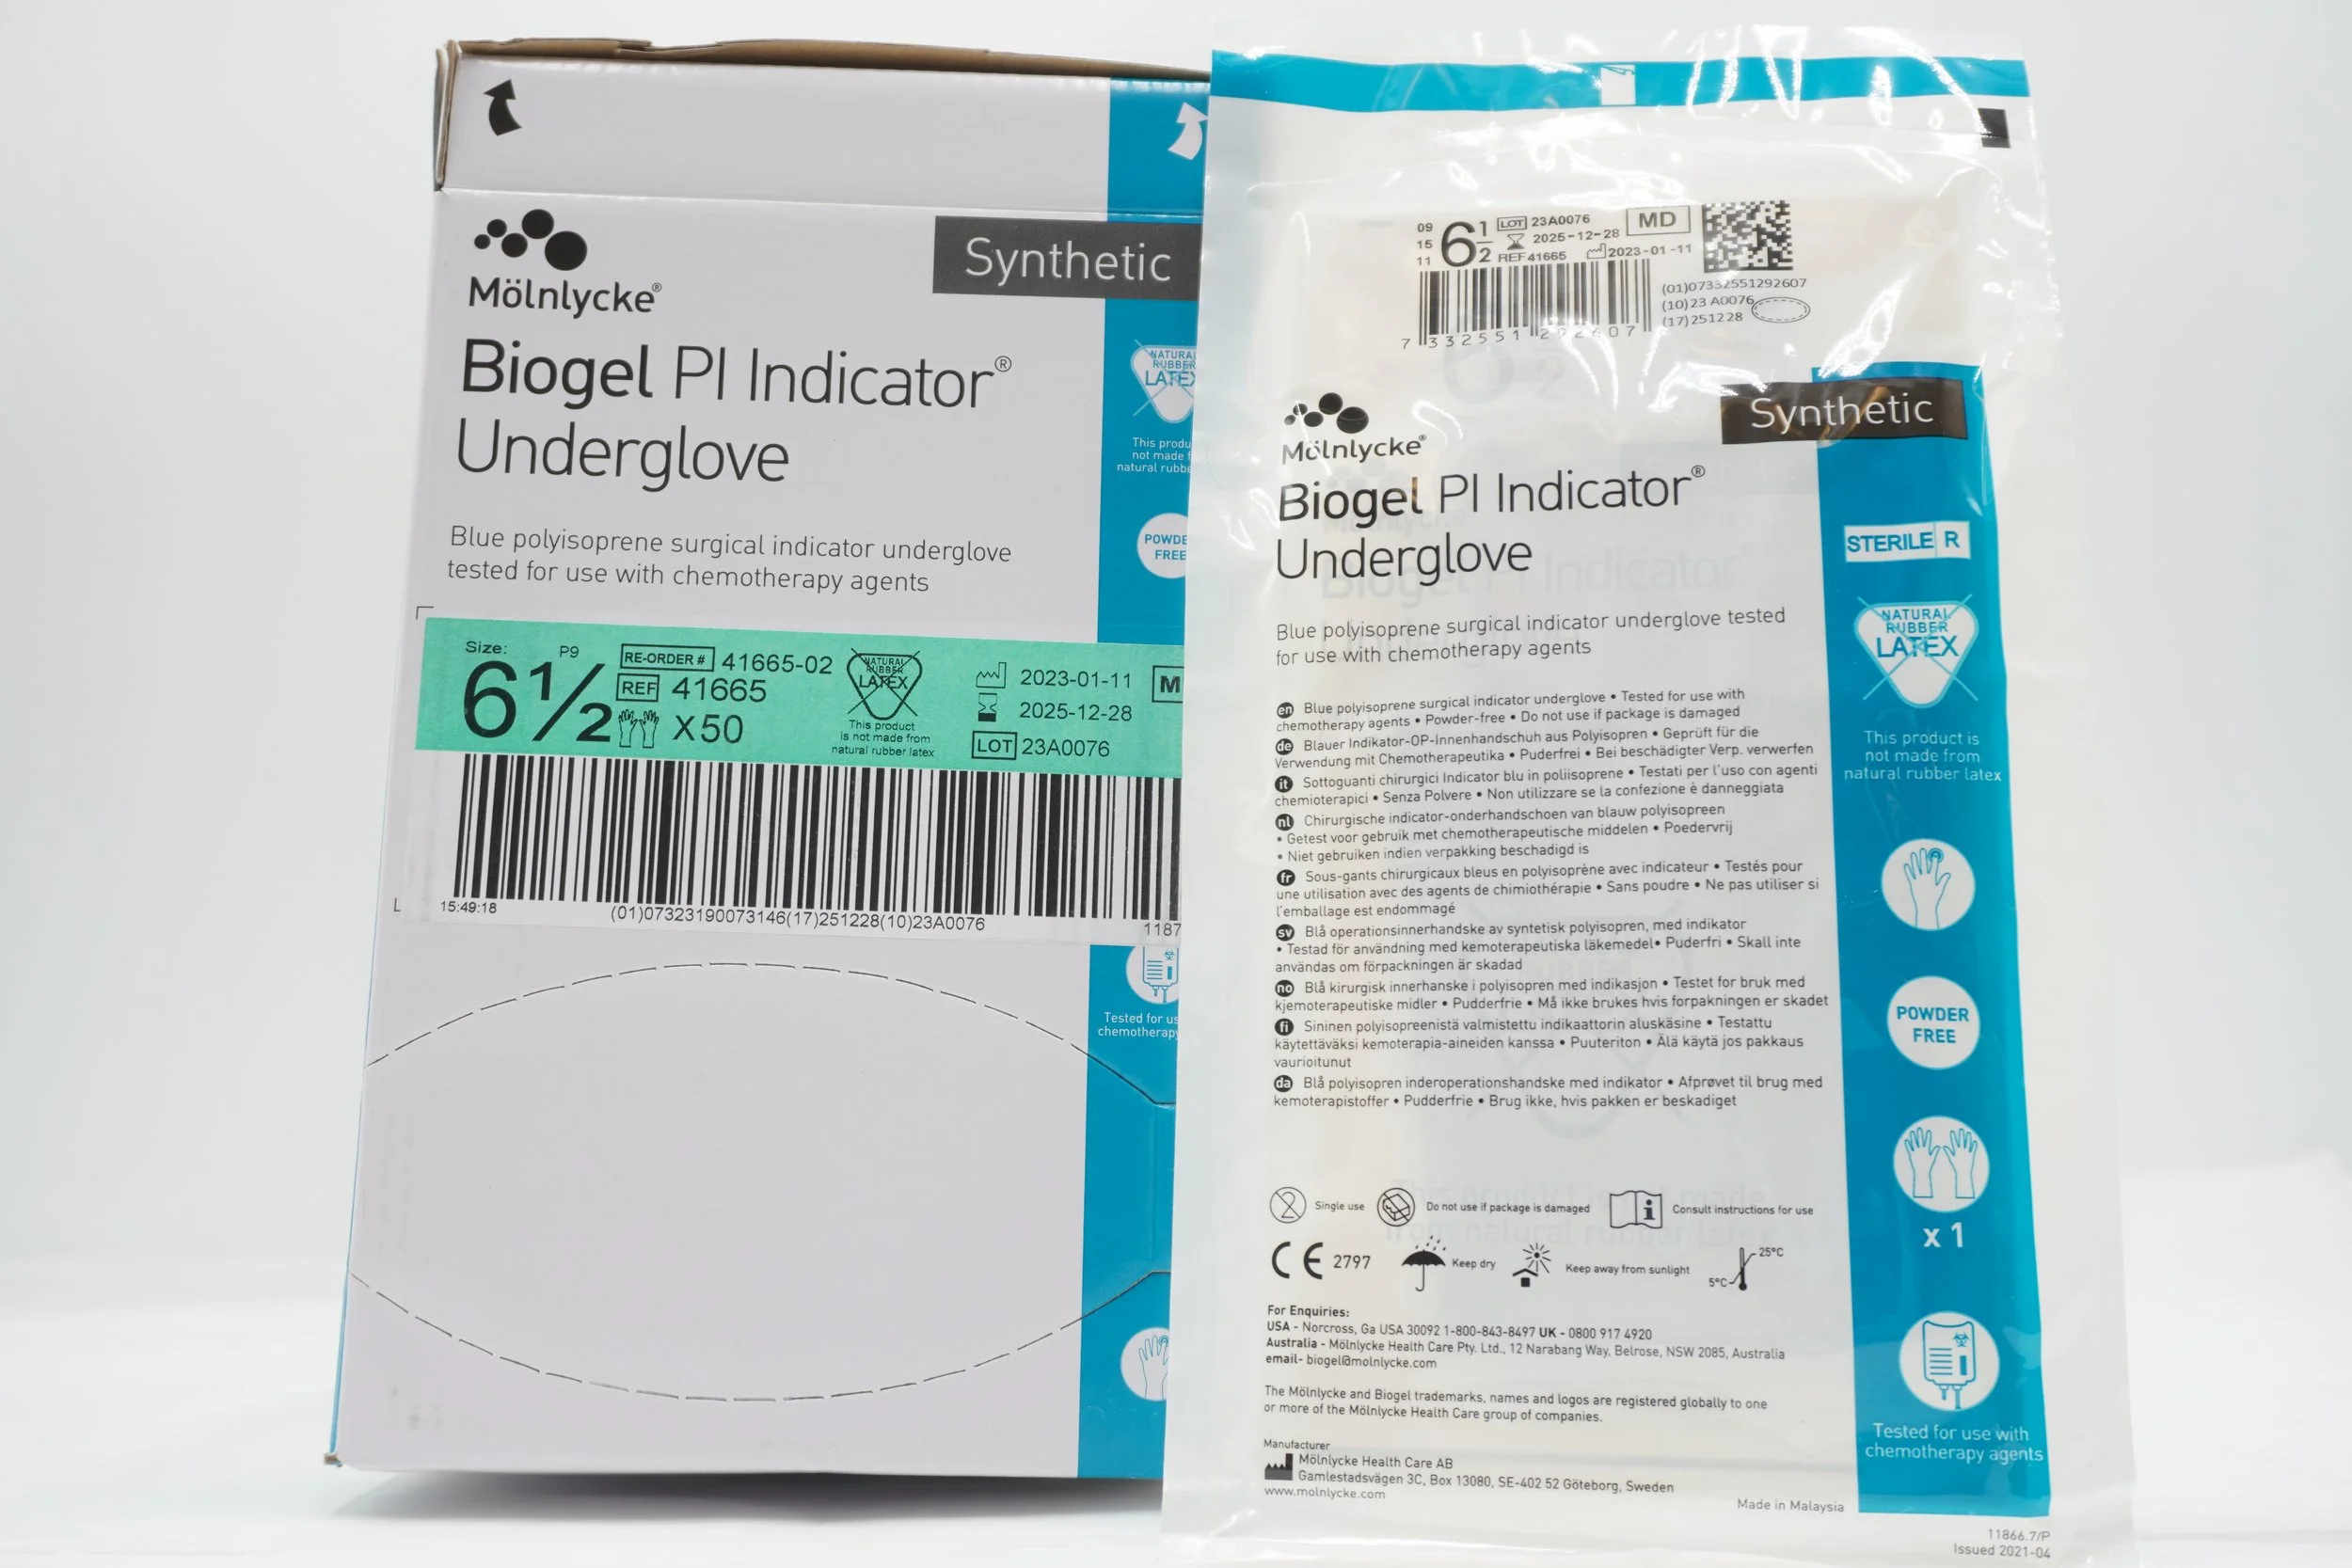 Mölnlycke®
Synthetic
Biogel PI Indicator®
Underglove
Blue polyisoprene surgical indicator underglove
tested for use with chemotherapy agents
NATURAL
RUBBER
LATEX
This
not made
natural
FREE
Size:
6½
P9
RE-ORDER # 41665-02
REF 41665
X50
NATURAL
RUBBER
LATEX
This product
is not made from
natural rubber latex
2023-01-11
2025-12-28
LOT 23A0076
15:49:18
(01)07323190073146(17)251228(10)23A0076
1187
L
Tested for
09
15
11
6½
LOT 23A0076
2025-12-28
REF 41665
2023-01-11
MD
(01)07332551292607
(10)23 A0076
(17)251228
7 332551
Mölnlycke®
Synthetic
Biogel PI Indicator®
Underglove
Blue polyisoprene surgical indicator underglove tested
for use with chemotherapy agents
en Blue polyisoprene surgical indicator underglove • Tested for use with
chemotherapy agents • Powder-free • Do not use if package is damaged
de Blauer Indikator-OP-Innenhandschuh aus Polyisopren • Geprüft für die
Verwendung mit Chemotherapeutika • Puderfrei • Bei beschädigter Verp. verwerfen
it Sottoguanti chirurgici Indicator blu in poliisoprene • Testati per l'uso con agenti
chemioterapici • Senza Polvere • Non utilizzare se la confezione è danneggiata
nl Chirurgische indicator-onderhandschoen van blauw polyisopreen
• Getest voor gebruik met chemotherapeutische middelen • Poedervrij
• Niet gebruiken indien verpakking beschadigd is
fr Sous-gants chirurgicaux bleus en polyisoprène avec indicateur • Testés pour
une utilisation avec des agents de chimiothérapie • Sans poudre • Ne pas utiliser si
l'emballage est endommagé
sv Blå operationsinnerhandske av syntetisk polyisopren, med indikator
• Testad för användning med kemoterapeutiska läkemedel• Puderfri • Skall inte
användas om förpackningen är skadad
no Blå kirurgisk innerhanske i polyisopren med indikasjon • Testet for bruk med
kjemoterapeutiske midler • Pudderfrie • Må ikke brukes hvis forpakningen er skadet
fi Sininen polyisopreenistä valmistettu indikaattorin aluskäsine • Testattu
käytettäväksi kemoterapia-aineiden kanssa • Puuteriton • Älä käytä jos pakkaus
vaurioitunut
da Blå polyisopren inderoperationshandske med indikator • Afprøvet til brug med
kemoterapistoffer • Pudderfrie • Brug ikke, hvis pakken er beskadiget
STERILE R
NATURAL
RUBBER
LATEX
This product is
not made from
natural rubber latex
POWDER
FREE
x 1
Tested for use with
chemotherapy agents
2 Single use
Do not use if package is damaged
i Consult instructions for use
CE 2797
Keep dry
Keep away from sunlight
5°C
25°C
For Enquiries:
USA - Norcross, Ga USA 30092 1-800-843-8497 UK - 0800 917 4920
Australia - Mölnlycke Health Care Pty. Ltd., 12 Narabang Way, Belrose, NSW 2085, Australia
email- biogel@molnlycke.com
The Mölnlycke and Biogel trademarks, names and logos are registered globally to one
or more of the Mölnlycke Health Care group of companies.
Manufacturer
Mölnlycke Health Care AB
Gamlestadsvägen 3C, Box 13080, SE-402 52 Göteborg, Sweden
www.molnlycke.com
Made in Malaysia
11866.7/P
Issued 2021-04